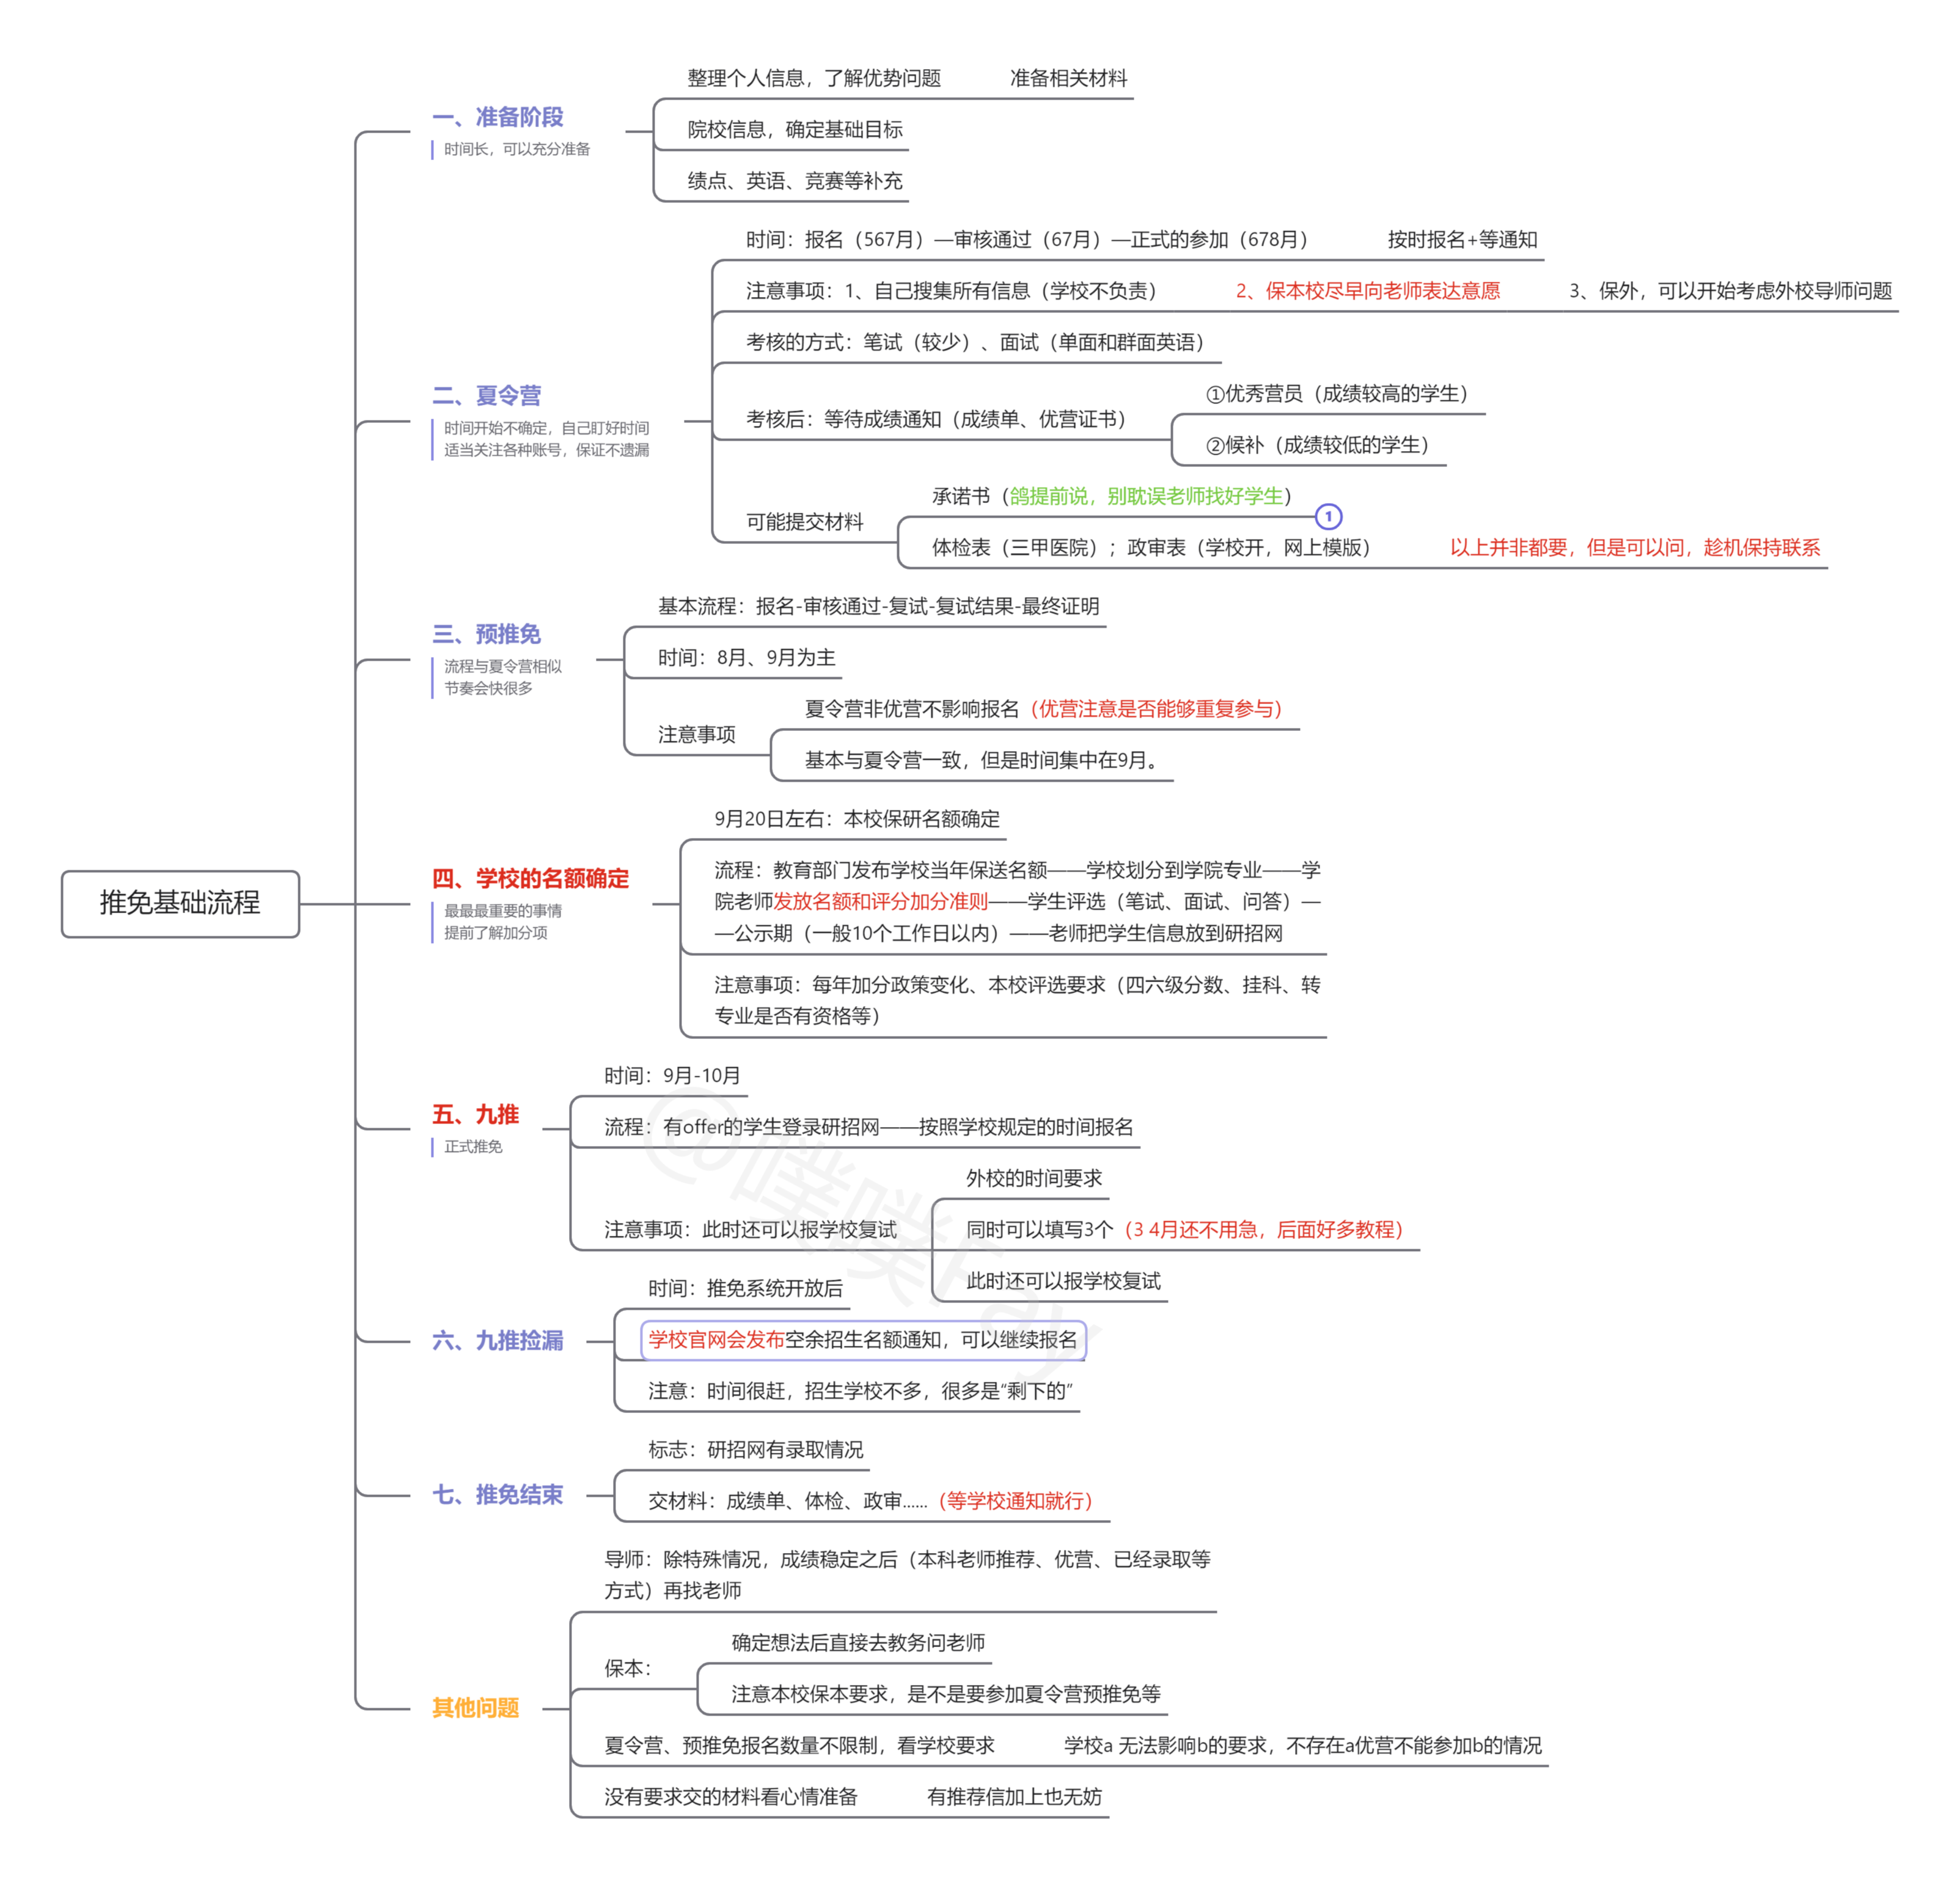 推免基础流程
一、准备阶段
时间长，可以充分准备
整理个人信息，了解优势问题
准备相关材料
院校信息，确定基础目标
绩点、英语、竞赛等补充
二、夏令营
时间开始不确定，自己盯好时间
适当关注各种账号，保证不遗漏
时间：报名（567月）—审核通过（67月）—正式的参加（678月）
按时报名+等通知
注意事项：1、自己搜集所有信息（学校不负责）
2、保本校尽早向老师表达意愿
3、保外，可以开始考虑外校导师问题
考核的方式：笔试（较少）、面试（单面和群面英语）
考核后：等待成绩通知（成绩单、优营证书）
①优秀营员（成绩较高的学生）
②候补（成绩较低的学生）
可能提交材料
承诺书（鸽提前说，别耽误老师找好学生）
1
体检表（三甲医院）；政审表（学校开，网上模版）
以上并非都要，但是可以问，趁机保持联系
三、预推免
流程与夏令营相似
节奏会快很多
基本流程：报名-审核通过-复试-复试结果-最终证明
时间：8月、9月为主
注意事项
夏令营非优营不影响报名（优营注意是否能够重复参与）
基本与夏令营一致，但是时间集中在9月。
四、学校的名额确定
最最最重要的事情
提前了解加分项
9月20日左右：本校保研名额确定
流程：教育部门发布学校当年保送名额——学校划分到学院专业——学
院老师发放名额和评分加分准则——学生评选（笔试、面试、问答）—
—公示期（一般10个工作日以内）——老师把学生信息放到研招网
注意事项：每年加分政策变化、本校评选要求（四六级分数、挂科、转
专业是否有资格等）
五、九推
正式推免
时间：9月-10月
流程：有offer的学生登录研招网——按照学校规定的时间报名
注意事项：此时还可以报学校复试
外校的时间要求
同时可以填写3个（3 4月还不用急，后面好多教程）
此时还可以报学校复试
六、九推捡漏
时间：推免系统开放后
学校官网会发布空余招生名额通知，可以继续报名
注意：时间很赶，招生学校不多，很多是“剩下的”
七、推免结束
标志：研招网有录取情况
交材料：成绩单、体检、政审......（等学校通知就行）
其他问题
导师：除特殊情况，成绩稳定之后（本科老师推荐、优营、已经录取等
方式）再找老师
保本：
确定想法后直接去教务问老师
注意本校保本要求，是不是要参加夏令营预推免等
夏令营、预推免报名数量不限制，看学校要求
学校a 无法影响b的要求，不存在a优营不能参加b的情况
没有要求交的材料看心情准备
有推荐信加上也无妨
@噗噗Fay